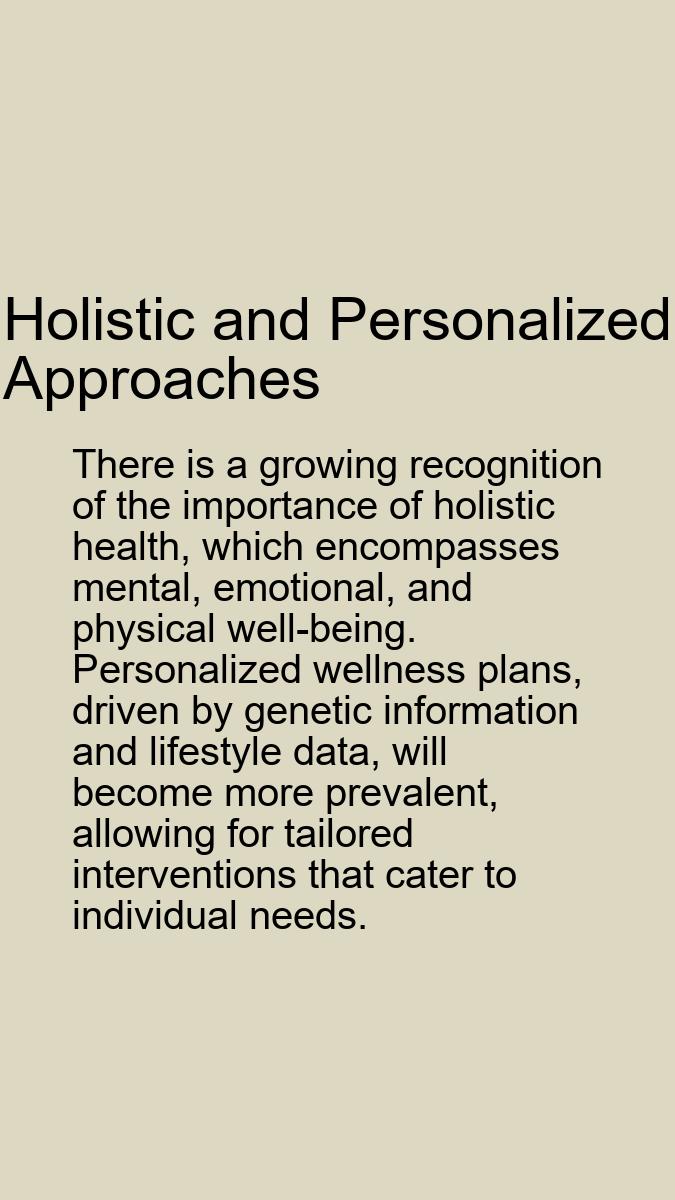 Holistic and Personalized
Approaches
There is a growing recognition
of the importance of holistic
health, which encompasses
mental, emotional, and
physical well-being.
Personalized wellness plans,
driven by genetic information
and lifestyle data, will
become more prevalent,
allowing for tailored
interventions that cater to
individual needs.